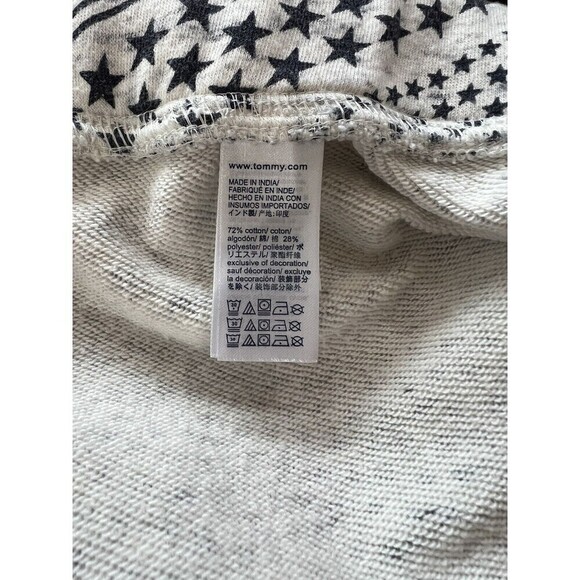 www.tommy.com
MADE IN INDIA/
FABRIQUÉ EN INDE/
HECHO EN INDIA CON
INSUMOS IMPORTADOS/
インド製/产地:印度
72% cotton/ coton/
algodón/ 綿/ 棉 28%
polyester/ poliéster/ ポ
リエステル/ 聚酯纤维
exclusive of decoration/
sauf décoration/ excluye
la decoración/ 装飾部分
を除く/ 装饰部分除外